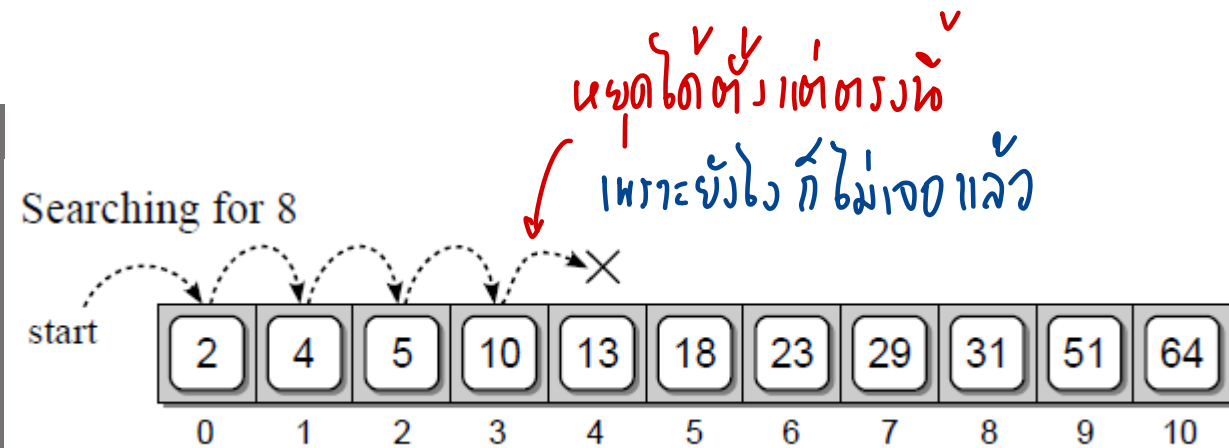 หยุดได้ตั้งแต่ตรงนี้
เพราะยังไง ก็ไม่เจอแล้ว
Searching for 8
start
2 4 5 10 13 18 23 29 31 51 64
0 1 2 3 4 5 6 7 8 9 10